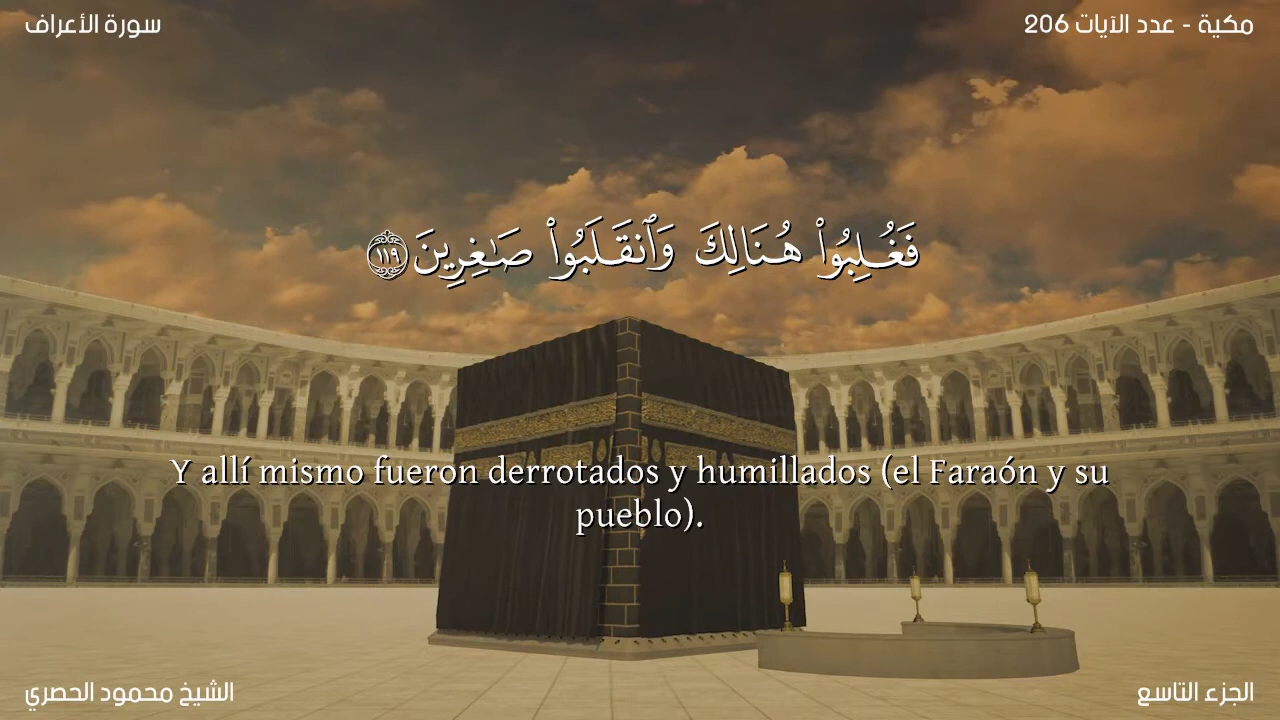 سورة الأعراف
مكية - عدد الآيات 206
فَغُلِبُوا۟ هُنَالِكَ وَٱنقَلَبُوا۟ صَـٰغِرِينَ ١١٩
Y allí mismo fueron derrotados y humillados (el Faraón y su
pueblo).
الشيخ محمود الحصري
الجزء التاسع